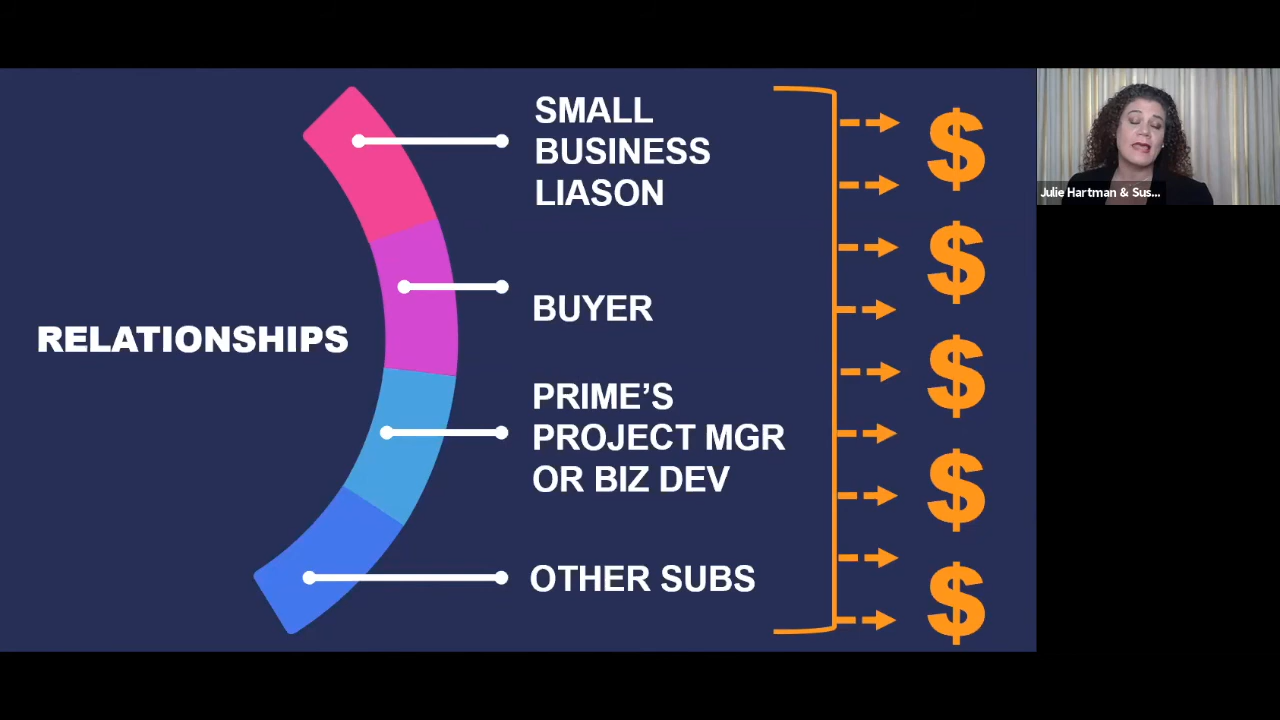 SMALL
BUSINESS
LIASON
BUYER
RELATIONSHIPS
PRIME'S
PROJECT MGR
OR BIZ DEV
OTHER SUBS
$
$
$
$
$
Julie Hartman & Sus...